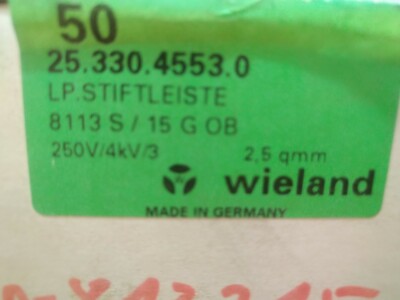 50
25.330.4553.0
LP.STIFTLEISTE
8113 S / 15 G OB
250V/4kV/3 2,5 qmm
wieland
MADE IN GERMANY